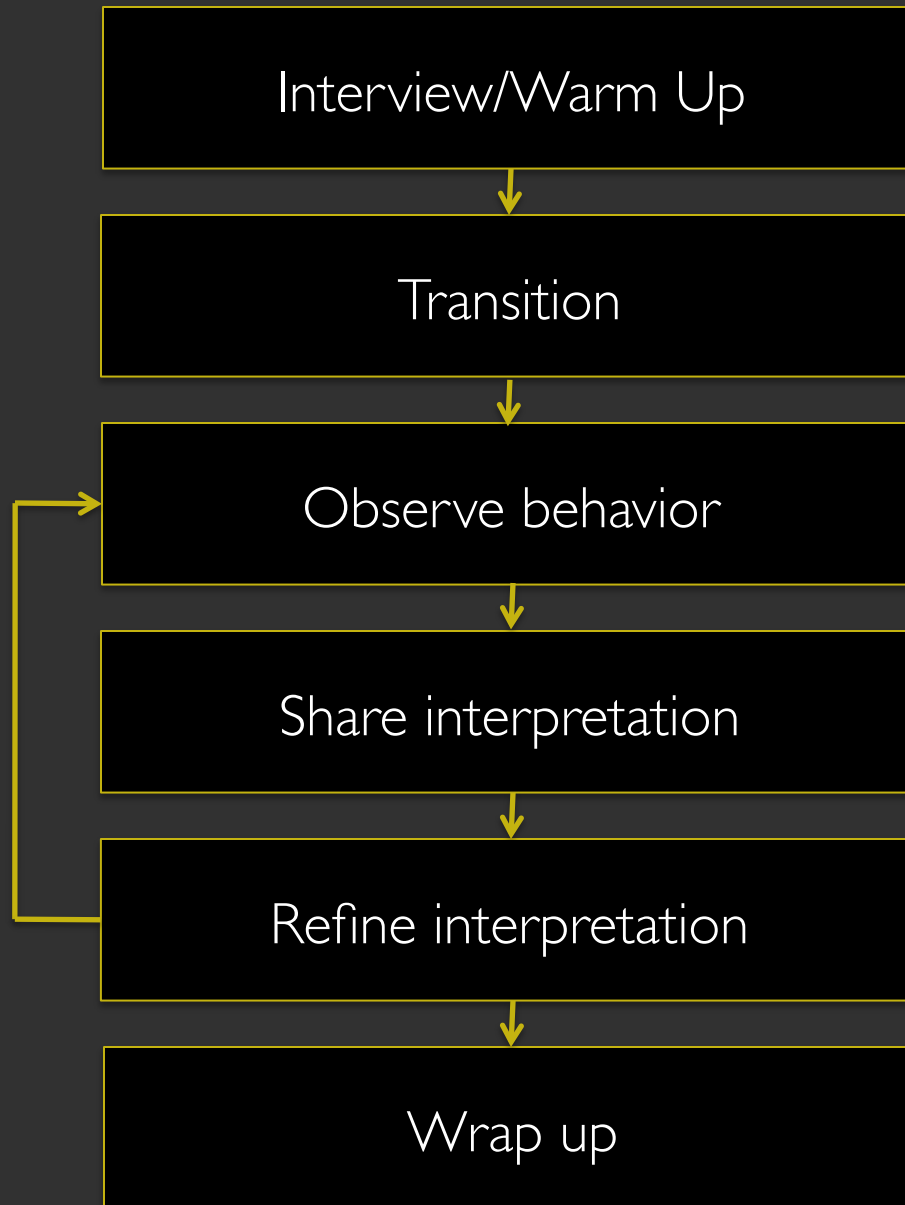 Interview/Warm Up
Transition
Observe behavior
Share interpretation
Refine interpretation
Wrap up